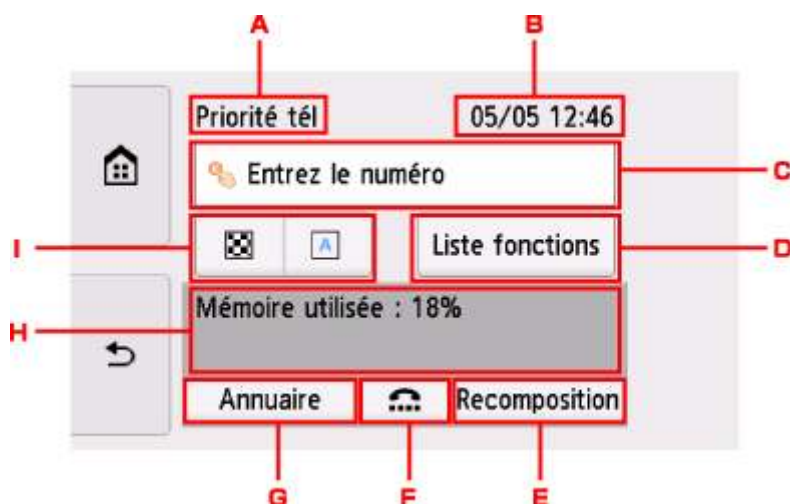 A B
Priorité tél 05/05 12:46
Entrez le numéro C
I A Liste fonctions D
H Mémoire utilisée : 18%
Annuaire Recomposition
G F E